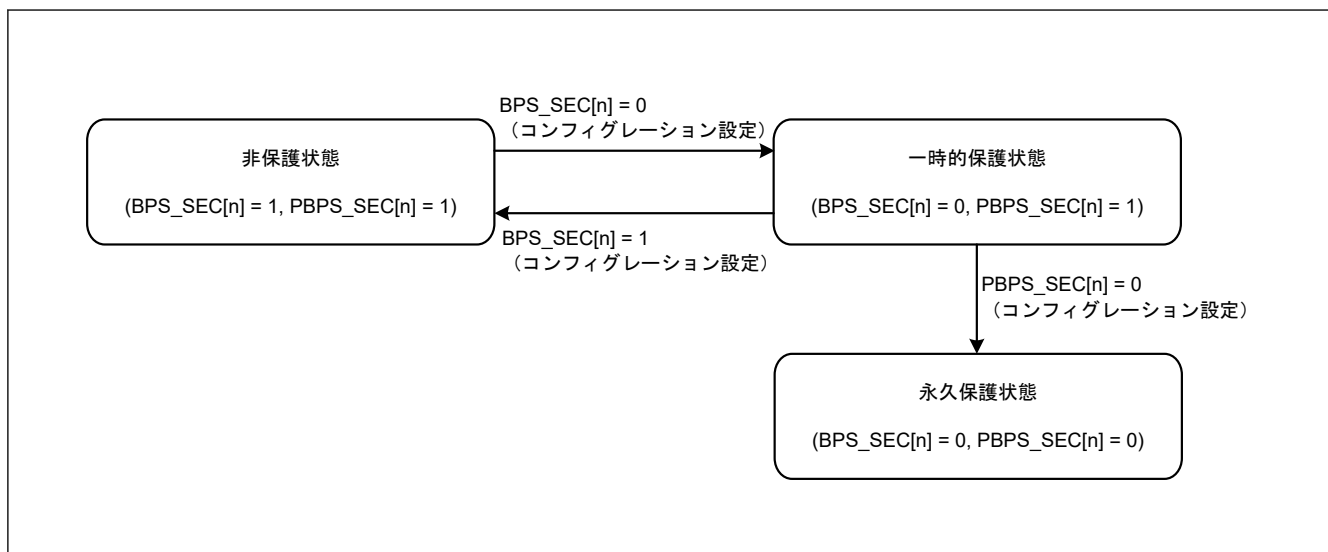 BPS_SEC[n] = 0
（コンフィグレーション設定）
非保護状態
(BPS_SEC[n] = 1, PBPS_SEC[n] = 1)
一時的保護状態
(BPS_SEC[n] = 0, PBPS_SEC[n] = 1)
BPS_SEC[n] = 1
（コンフィグレーション設定）
PBPS_SEC[n] = 0
（コンフィグレーション設定）
永久保護状態
(BPS_SEC[n] = 0, PBPS_SEC[n] = 0)